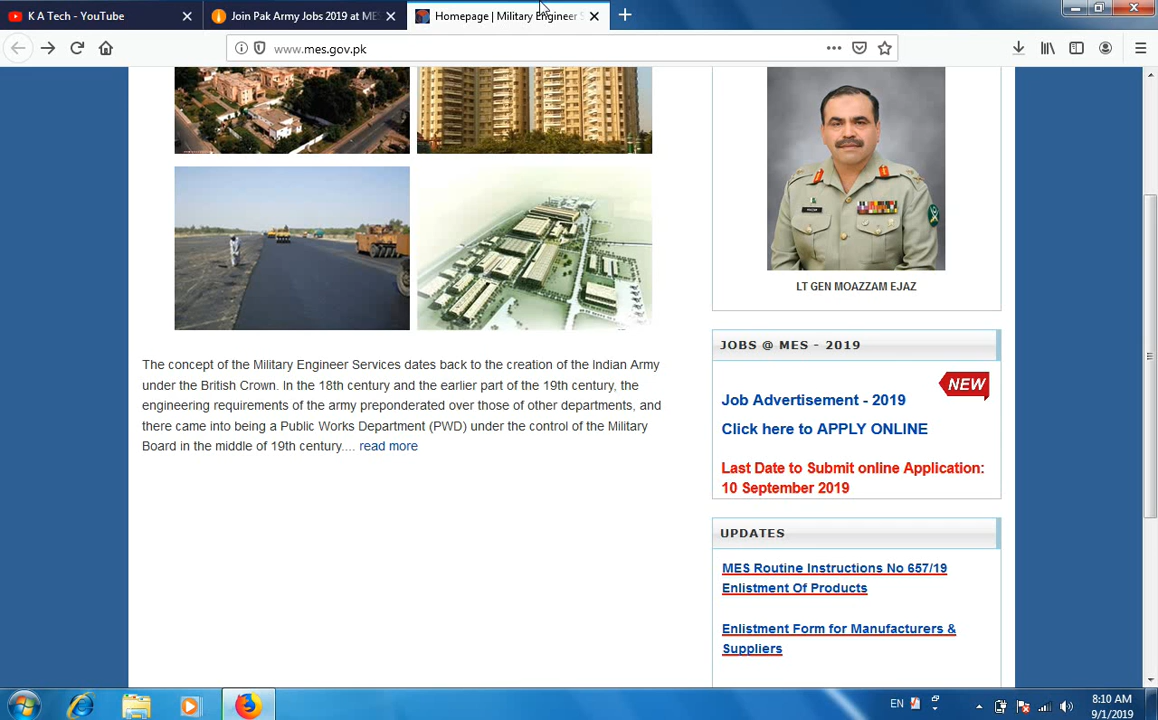 K A Tech - YouTube
Join Pak Army Jobs 2019 at MES
Homepage | Military Engineer S
www.mes.gov.pk
LT GEN MOAZZAM EJAZ
The concept of the Military Engineer Services dates back to the creation of the Indian Army
under the British Crown. In the 18th century and the earlier part of the 19th century, the
engineering requirements of the army preponderated over those of other departments, and
there came into being a Public Works Department (PWD) under the control of the Military
Board in the middle of 19th century.... read more
JOBS @ MES - 2019
NEW
Job Advertisement - 2019
Click here to APPLY ONLINE
Last Date to Submit online Application:
10 September 2019
UPDATES
MES Routine Instructions No 657/19
Enlistment Of Products
Enlistment Form for Manufacturers &
Suppliers
EN
8:10 AM
9/1/2019